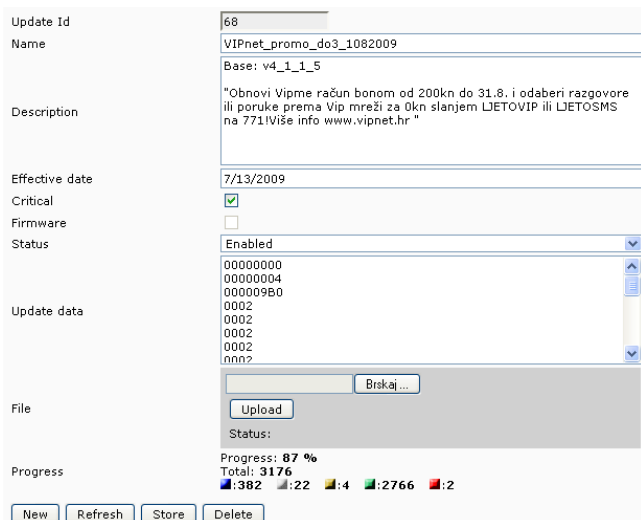 Update Id 68
Name VIPnet_promo_do3_1082009
Description
Base: v4_1_1_5
"Obnovi Vipme račun bonom od 200kn do 31.8. i odaberi razgovore
ili poruke prema Vip mreži za 0kn slanjem LJETOVIP ili LJETOSMS
na 771!Više info www.vipnet.hr "
Effective date 7/13/2009
Critical
Firmware
Status Enabled
Update data
00000000
00000004
000009B0
0002
0002
0002
0002
0002
File
Brskaj ...
Upload
Status:
Progress
Progress: 87 %
Total: 3176
:382 :22 :4 :2766 :2
New Refresh Store Delete